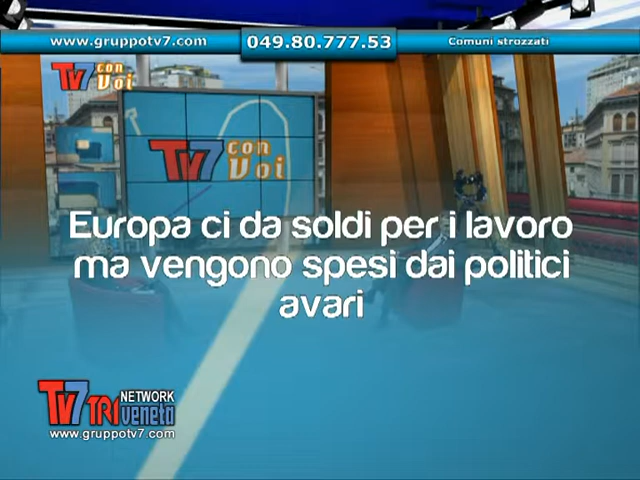 www.gruppotv7.com
049.80.777.53
Comuni strozzati
TV7 con Voi
TV7 con Voi
Europa ci da soldi per i lavoro
ma vengono spesi dai politici
avari
TV7 NETWORK
TRIveneta
www.gruppotv7.com